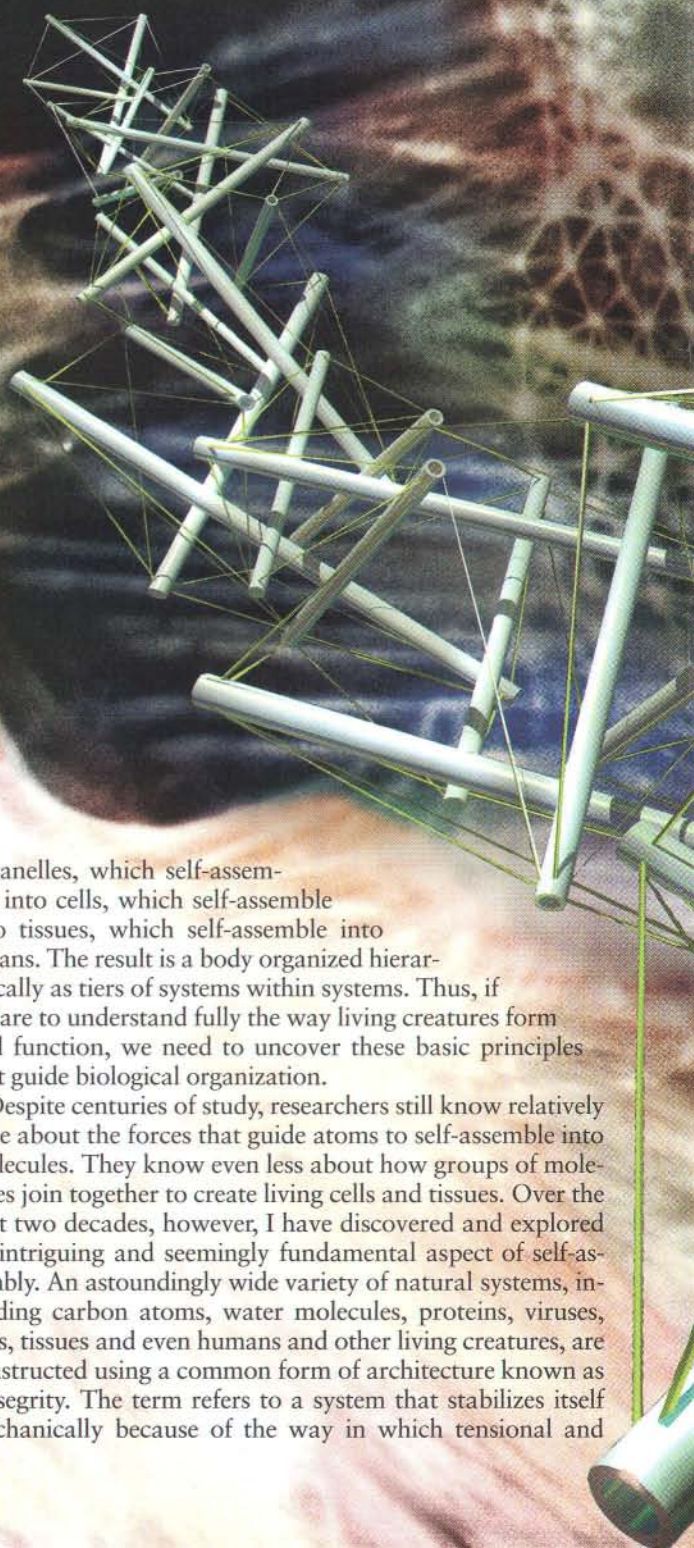 anelles, which self-assem-
into cells, which self-assemble
o tissues, which self-assemble into
ans. The result is a body organized hierar-
cally as tiers of systems within systems. Thus, if
are to understand fully the way living creatures form
l function, we need to uncover these basic principles
t guide biological organization.
Despite centuries of study, researchers still know relatively
e about the forces that guide atoms to self-assemble into
lecules. They know even less about how groups of mole-
es join together to create living cells and tissues. Over the
t two decades, however, I have discovered and explored
intriguing and seemingly fundamental aspect of self-as-
nbly. An astoundingly wide variety of natural systems, in-
ding carbon atoms, water molecules, proteins, viruses,
s, tissues and even humans and other living creatures, are
nstructed using a common form of architecture known as
segrity. The term refers to a system that stabilizes itself
chanically because of the way in which tensional and